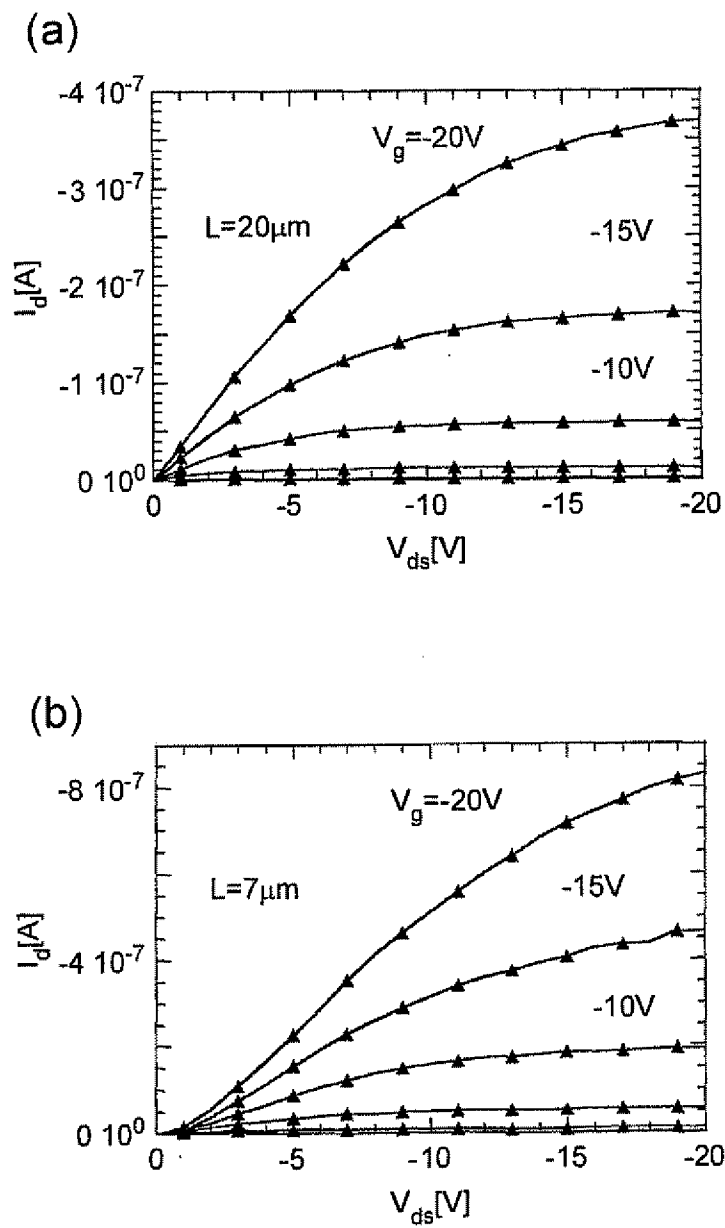 (a)
-4 10⁻⁷
V_g=-20V
-3 10⁻⁷
L=20μm
-15V
I_d[A]
-2 10⁻⁷
-10V
-1 10⁻⁷
0 10⁰
0 -5 -10 -15 -20
V_ds[V]
(b)
-8 10⁻⁷
V_g=-20V
L=7μm
-15V
I_d[A]
-4 10⁻⁷
-10V
0 10⁰
0 -5 -10 -15 -20
V_ds[V]